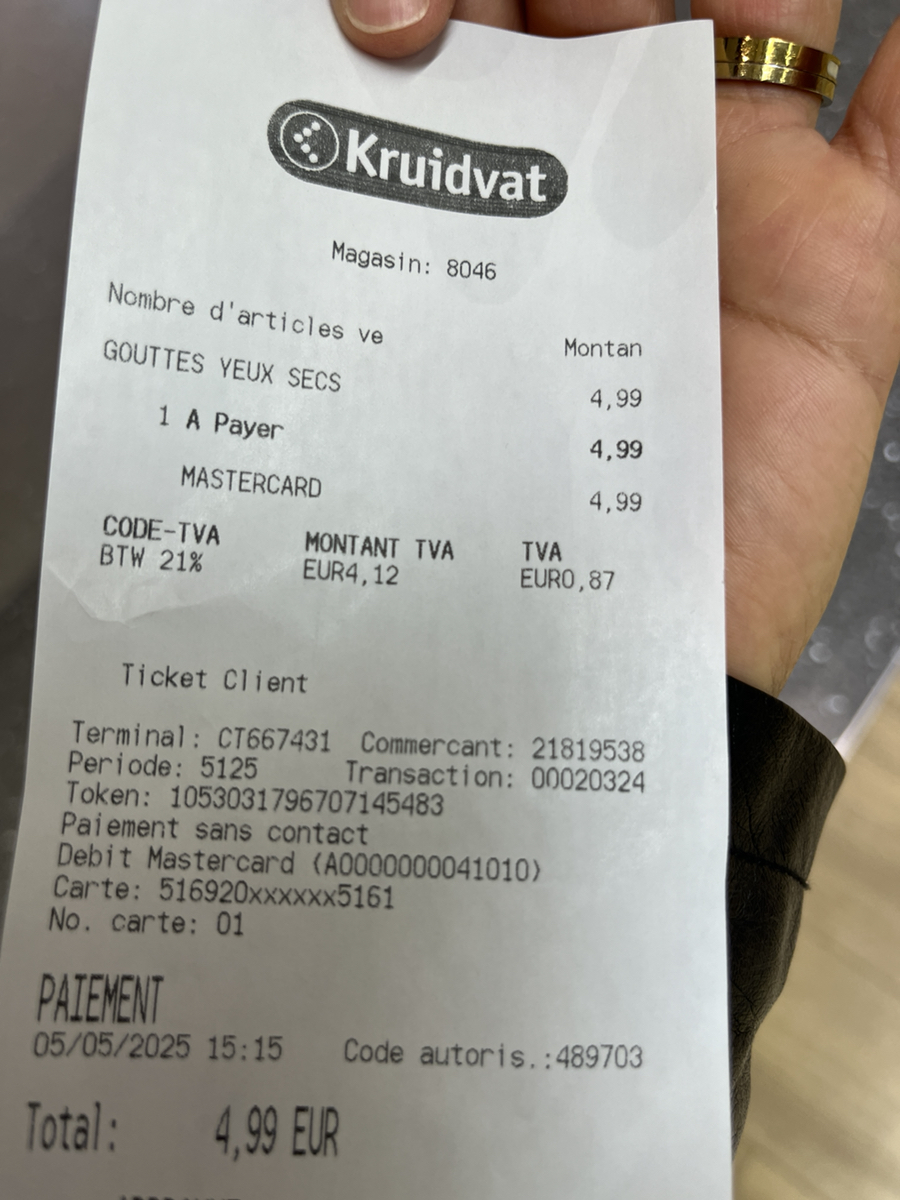 Kruidvat
Magasin: 8046
Nombre d'articles ve Montan
GOUTTES YEUX SECS 4,99
1 A Payer 4,99
MASTERCARD 4,99
CODE-TVA MONTANT TVA TVA
BTW 21% EUR4,12 EUR0,87
Ticket Client
Terminal: CT667431 Commercant: 21819538
Periode: 5125 Transaction: 00020324
Token: 1053031796707145483
Paiement sans contact
Debit Mastercard (A0000000041010)
Carte: 516920xxxxxx5161
No. carte: 01
PAIEMENT
05/05/2025 15:15 Code autoris.:489703
Total: 4,99 EUR